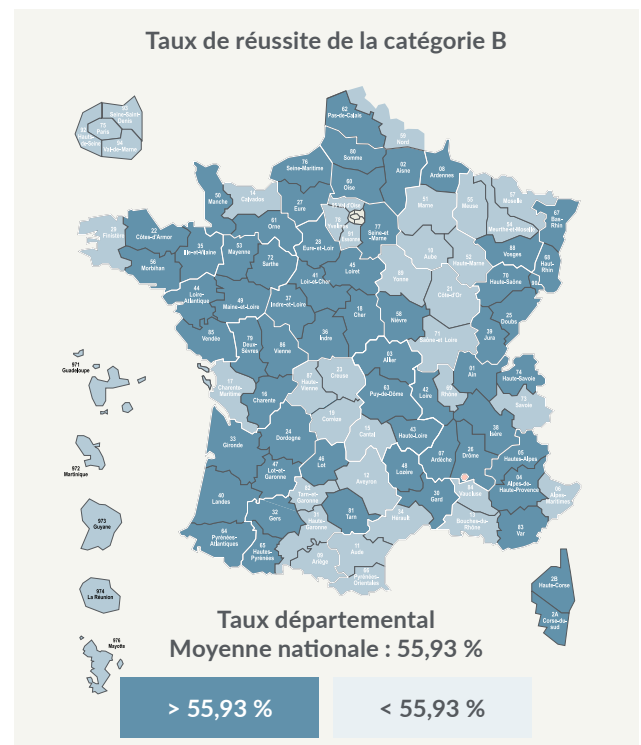 Taux de réussite de la catégorie B
62
Pas-de-Calais
59
Nord
80
Somme
02
Aisne
08
Ardennes
76
Seine-Maritime
60
Oise
27
Eure
50
Manche
14
Calvados
61
Orne
78
Yvelines
91
Essonne
77
Seine-et
-Marne
51
Marne
55
Meuse
57
Moselle
54
Meurthe-et-Moselle
67
Bas-
Rhin
88
Vosges
68
Haut-
Rhin
93
Seine-Saint-
Denis
75
Paris
92
Hauts-
de-Seine
94
Val-de-Marne
29
Finistère
22
Côtes-d'Armor
56
Morbihan
35
Ille-et-Vilaine
53
Mayenne
72
Sarthe
28
Eure-et-Loir
45
Loiret
41
Loir-et-Cher
10
Aube
52
Haute-Marne
89
Yonne
21
Côte-d'Or
70
Haute-Saône
90
25
Doubs
39
Jura
44
Loire-
Atlantique
49
Maine-et-Loire
37
Indre-et-Loire
18
Cher
58
Nièvre
71
Saône-et Loire
85
Vendée
79
Deux-
Sèvres
86
Vienne
36
Indre
03
Allier
01
Ain
74
Haute-Savoie
73
Savoie
17
Charente-
Maritime
16
Charente
87
Haute-
Vienne
23
Creuse
63
Puy-de-Dôme
42
Loire
69
Rhône
38
Isère
19
Corrèze
15
Cantal
43
Haute-Loire
07
Ardèche
26
Drôme
05
Hautes-Alpes
33
Gironde
24
Dordogne
46
Lot
47
Lot-et-
Garonne
12
Aveyron
48
Lozère
30
Gard
84
Vaucluse
04
Alpes-
de-Haute-Provence
06
Alpes-
Maritimes
40
Landes
82
Tarn-et-
Garonne
81
Tarn
32
Gers
31
Haute-
Garonne
34
Hérault
13
Bouches-du-
Rhône
83
Var
64
Pyrénées-
Atlantiques
65
Hautes-
Pyrénées
09
Ariège
11
Aude
66
Pyrénées-
Orientales
2B
Haute-Corse
2A
Corse-du-
sud
971
Guadeloupe
972
Martinique
973
Guyane
974
La Réunion
976
Mayotte
Taux départemental
Moyenne nationale : 55,93 %
> 55,93 %
< 55,93 %